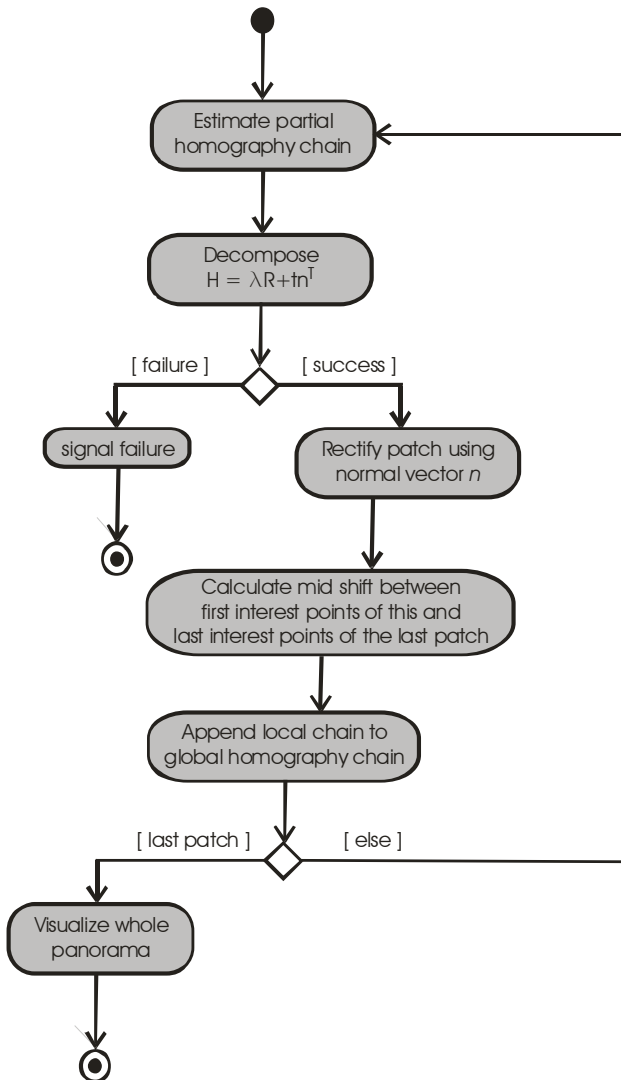 Estimate partial
homography chain
Decompose
H = λR+tnᵀ
[ failure ]
[ success ]
signal failure
Rectify patch using
normal vector n
Calculate mid shift between
first interest points of this and
last interest points of the last patch
Append local chain to
global homography chain
[ last patch ]
[ else ]
Visualize whole
panorama